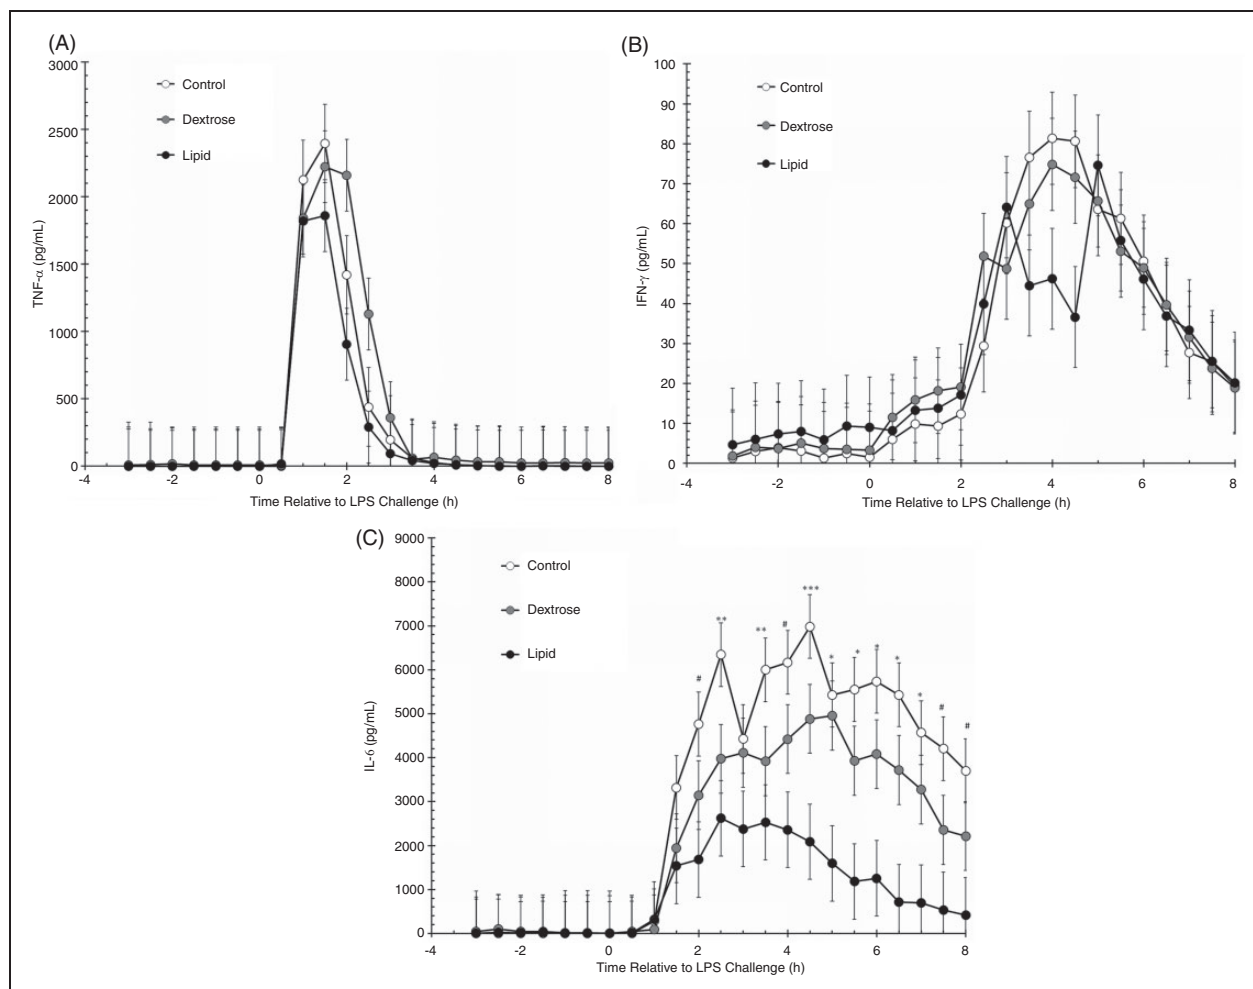 (A)
3000
2500
2000
1500
1000
500
0
TNF-α (pg/mL)
Control
Dextrose
Lipid
-4
-2
0
2
4
6
8
Time Relative to LPS Challenge (h)
(B)
100
90
80
70
60
50
40
30
20
10
0
IFN-γ (pg/mL)
Control
Dextrose
Lipid
-4
-2
0
2
4
6
8
Time Relative to LPS Challenge (h)
(C)
9000
8000
7000
6000
5000
4000
3000
2000
1000
0
IL-6 (pg/mL)
Control
Dextrose
Lipid
# ** ** # *** * * * * * # #
-4
-2
0
2
4
6
8
Time Relative to LPS Challenge (h)